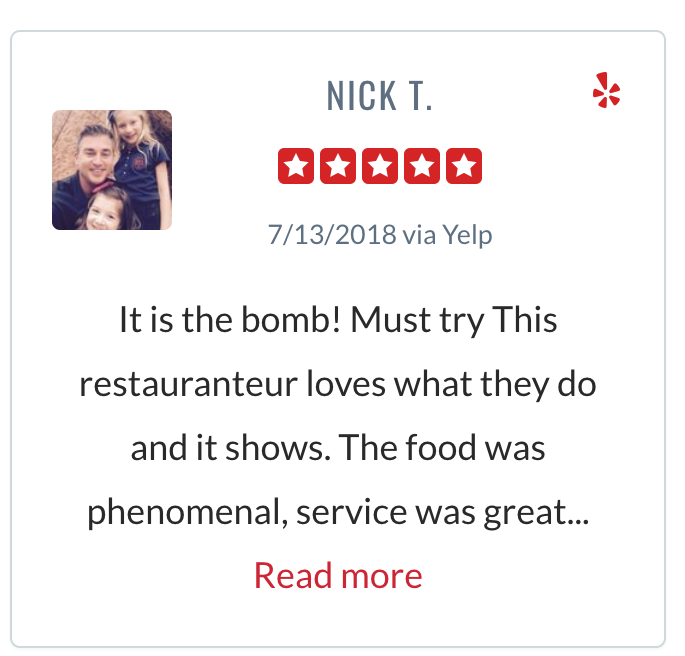 NICK T.
7/13/2018 via Yelp
It is the bomb! Must try This
restauranteur loves what they do
and it shows. The food was
phenomenal, service was great...
Read more